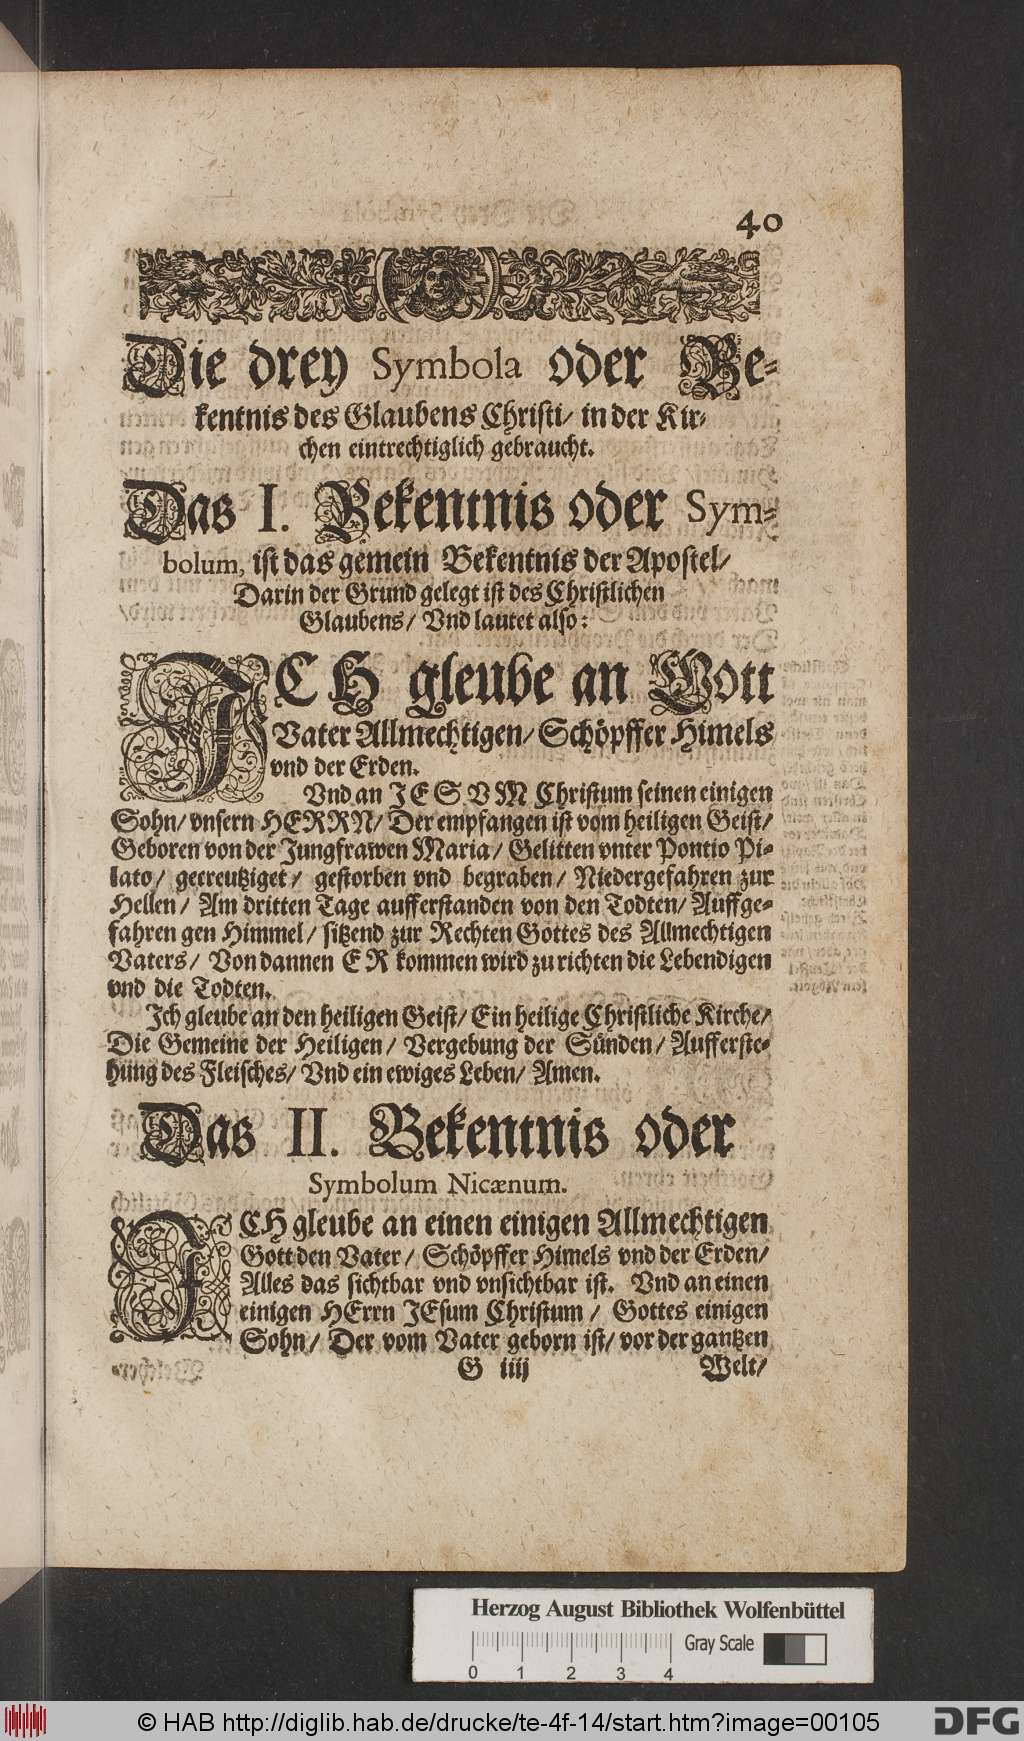 40
Die drey Symbola oder Be-
kentnis des Glaubens Christi/ in der Kir-
chen eintrechtiglich gebraucht.
Das I. Bekentnis oder Sym-
bolum, ist das gemein Bekentnis der Apostel/
Darin der Grund gelegt ist des Christlichen
Glaubens/ Vnd lautet also:
ICH gleube an Gott
Vater Allmechtigen/ Schöpffer Himels
vnd der Erden.
Vnd an JESVM Christum seinen einigen
Sohn/ vnsern HERRN/ Der empfangen ist vom heiligen Geist/
Geboren von der Jungfrawen Maria/ Gelitten vnter Pontio Pi-
lato/ gecreutziget/ gestorben vnd begraben/ Niedergefahren zur
Hellen/ Am dritten Tage aufferstanden von den Todten/ Auffge-
fahren gen Himmel/ sitzend zur Rechten Gottes des Allmechtigen
Vaters/ Von dannen ER kommen wird zu richten die Lebendigen
vnd die Todten.
Ich gleube an den heiligen Geist/ Ein heilige Christliche Kirche/
Die Gemeine der Heiligen/ Vergebung der Sünden/ Aufferste-
hung des Fleisches/ Vnd ein ewiges Leben/ Amen.
Das II. Bekentnis oder
Symbolum Nicænum.
ICH gleube an einen einigen Allmechtigen
Gott den Vater/ Schöpffer Himels vnd der Erden/
Alles das sichtbar vnd vnsichtbar ist. Vnd an einen
einigen HErrn JEsum Christum/ Gottes einigen
Sohn/ Der vom Vater geborn ist/ vor der gantzen
G iiij Welt/
Herzog August Bibliothek Wolfenbüttel
Gray Scale
0 1 2 3 4
© HAB http://diglib.hab.de/drucke/te-4f-14/start.htm?image=00105
DFG